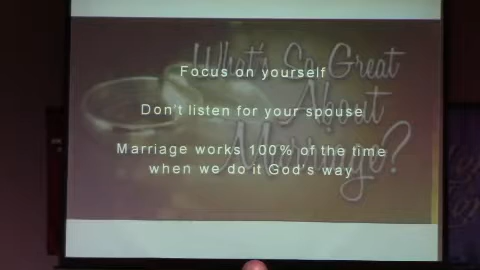 What's So Great
About
Marriage?
Focus on yourself
Don't listen for your spouse
Marriage works 100% of the time
when we do it God's way